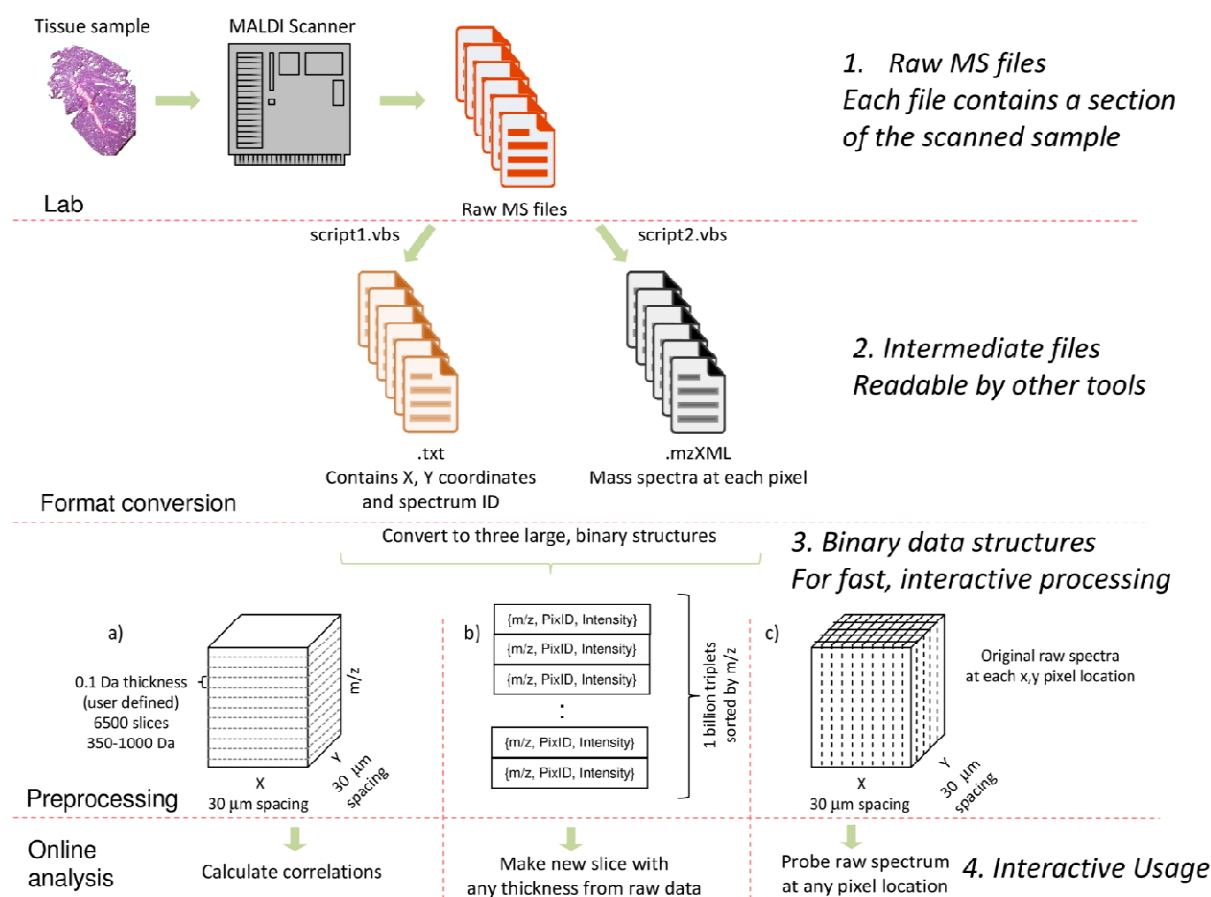 Tissue sample
MALDI Scanner
1. Raw MS files
Each file contains a section
of the scanned sample
Raw MS files
Lab
script1.vbs
script2.vbs
2. Intermediate files
Readable by other tools
.txt
Contains X, Y coordinates
and spectrum ID
.mzXML
Mass spectra at each pixel
Format conversion
Convert to three large, binary structures
3. Binary data structures
For fast, interactive processing
a)
0.1 Da thickness
(user defined)
6500 slices
350-1000 Da
m/z
X
30 μm spacing
Y
30 μm
spacing
b)
{m/z, PixID, Intensity}
{m/z, PixID, Intensity}
{m/z, PixID, Intensity}
:
{m/z, PixID, Intensity}
{m/z, PixID, Intensity}
1 billion triplets
sorted by m/z
c)
Original raw spectra
at each x,y pixel location
X
30 μm spacing
Y
30 μm
spacing
Preprocessing
Online
analysis
Calculate correlations
Make new slice with
any thickness from raw data
Probe raw spectrum
at any pixel location
4. Interactive Usage